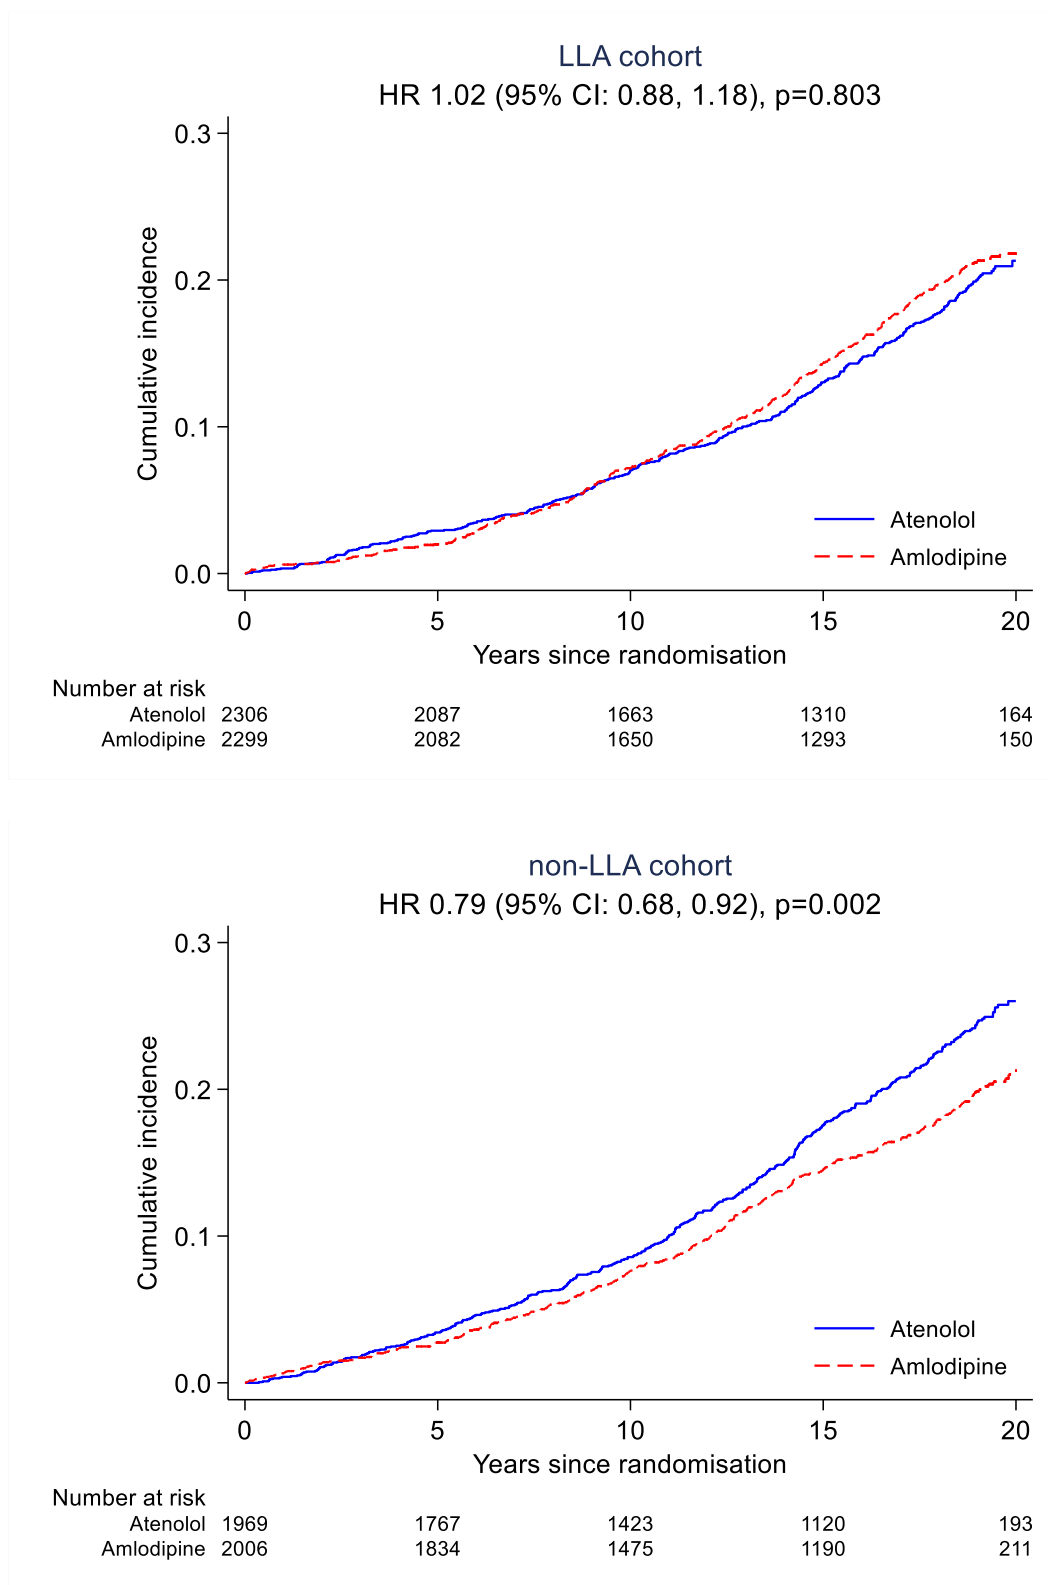 LLA cohort
HR 1.02 (95% CI: 0.88, 1.18), p=0.803
0.3
0.2
0.1
0.0
Cumulative incidence
Atenolol
Amlodipine
0 5 10 15 20
Years since randomisation
Number at risk
Atenolol 2306 2087 1663 1310 164
Amlodipine 2299 2082 1650 1293 150
non-LLA cohort
HR 0.79 (95% CI: 0.68, 0.92), p=0.002
0.3
0.2
0.1
0.0
Cumulative incidence
Atenolol
Amlodipine
0 5 10 15 20
Years since randomisation
Number at risk
Atenolol 1969 1767 1423 1120 193
Amlodipine 2006 1834 1475 1190 211